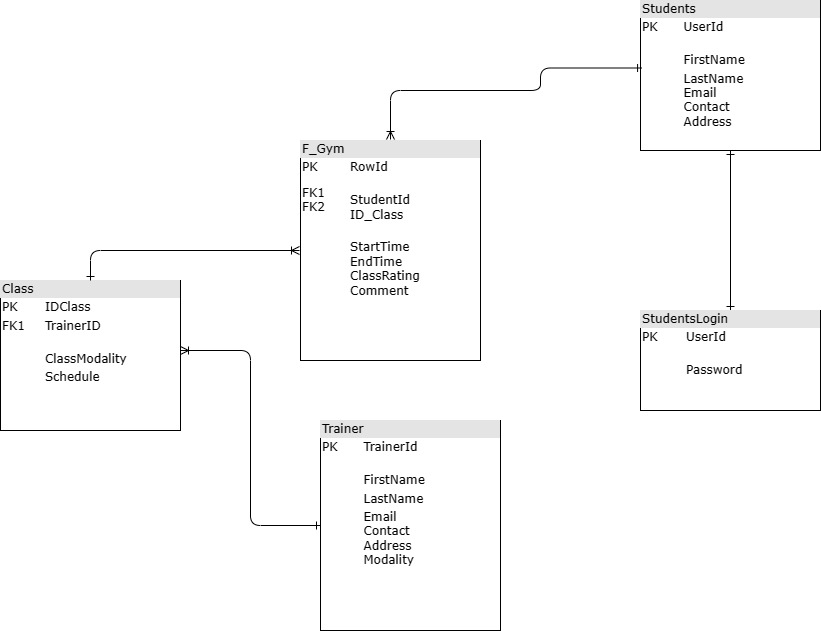 Students
PK UserId
FirstName
LastName
Email
Contact
Address
F_Gym
PK RowId
FK1 StudentId
FK2 ID_Class
StartTime
EndTime
ClassRating
Comment
Class
PK IDClass
FK1 TrainerID
ClassModality
Schedule
StudentsLogin
PK UserId
Password
Trainer
PK TrainerId
FirstName
LastName
Email
Contact
Address
Modality